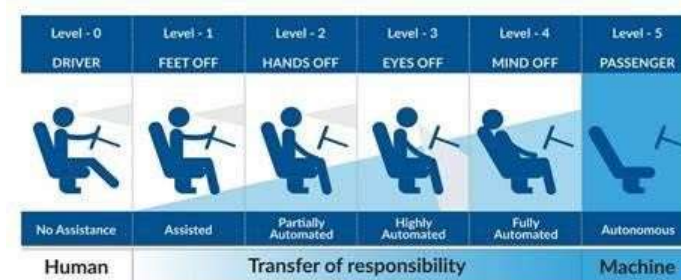 Level - 0 Level - 1 Level - 2 Level - 3 Level - 4 Level - 5
DRIVER FEET OFF HANDS OFF EYES OFF MIND OFF PASSENGER
No Assistance Assisted Partially Automated Highly Automated Fully Automated Autonomous
Human Transfer of responsibility Machine